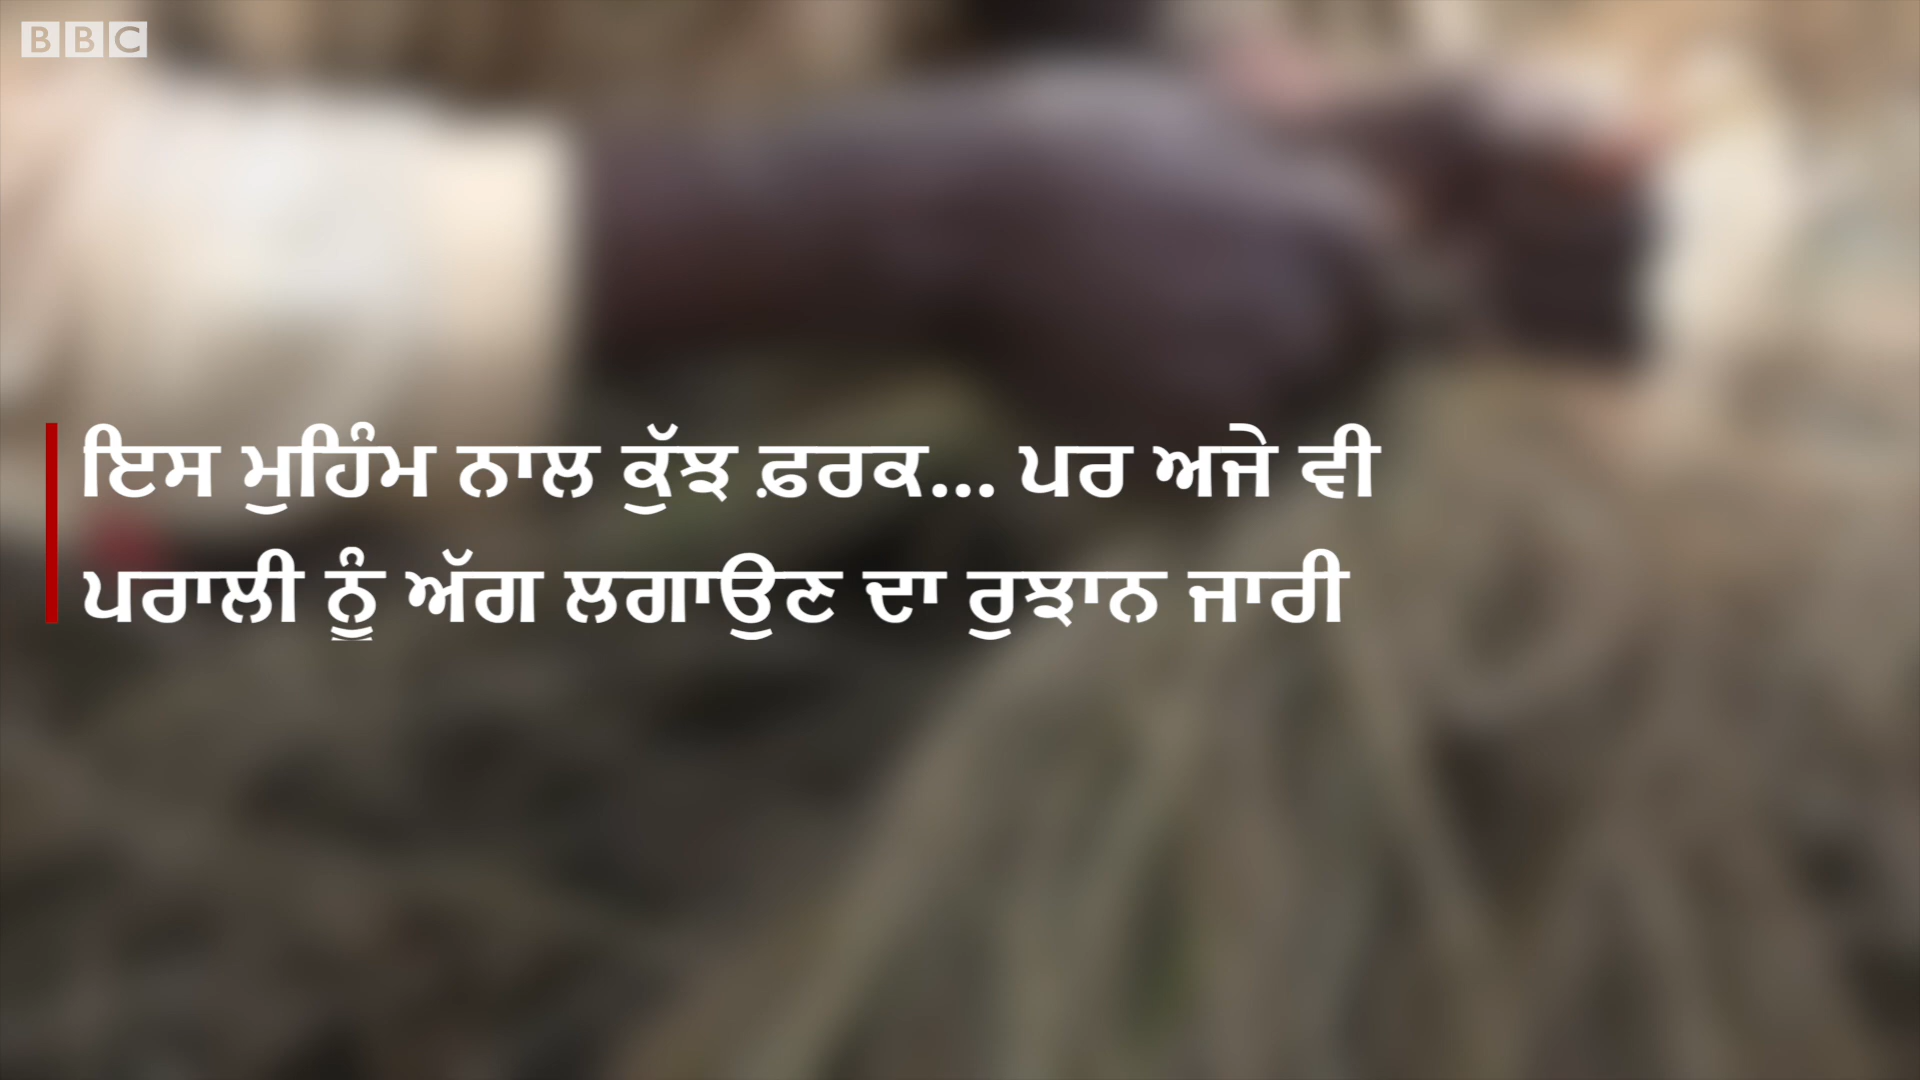 BBC
ਇਸ ਮੁਹਿੰਮ ਨਾਲ ਕੁੱਝ ਫ਼ਰਕ... ਪਰ ਅਜੇ ਵੀ
ਪਰਾਲੀ ਨੂੰ ਅੱਗ ਲਗਾਉਣ ਦਾ ਰੁਝਾਨ ਜਾਰੀ